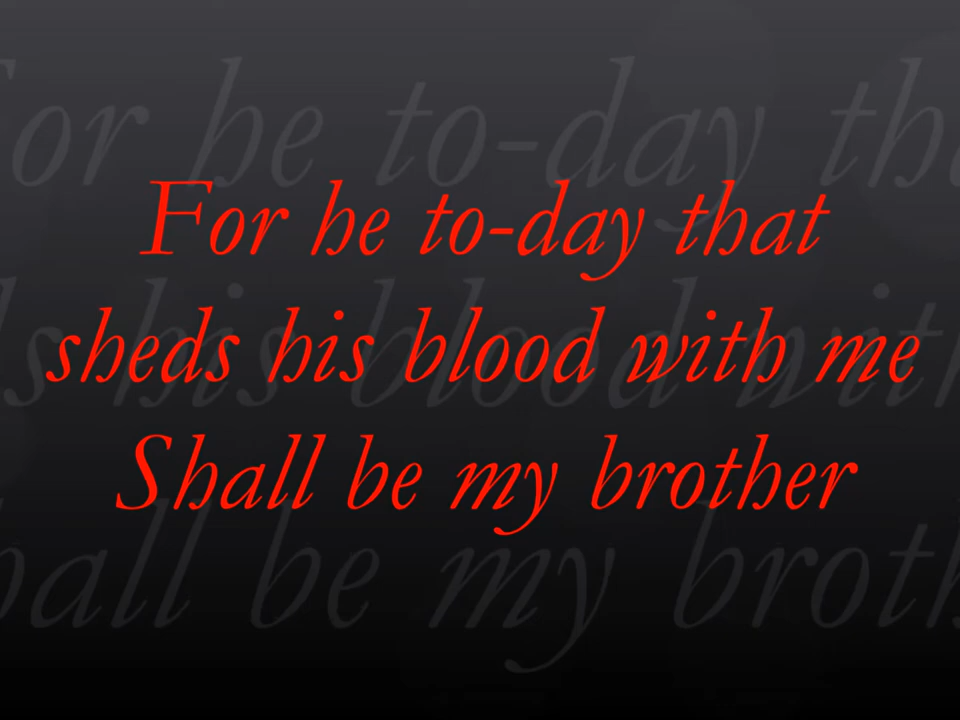 For he to-day that
sheds his blood with me
Shall be my brother